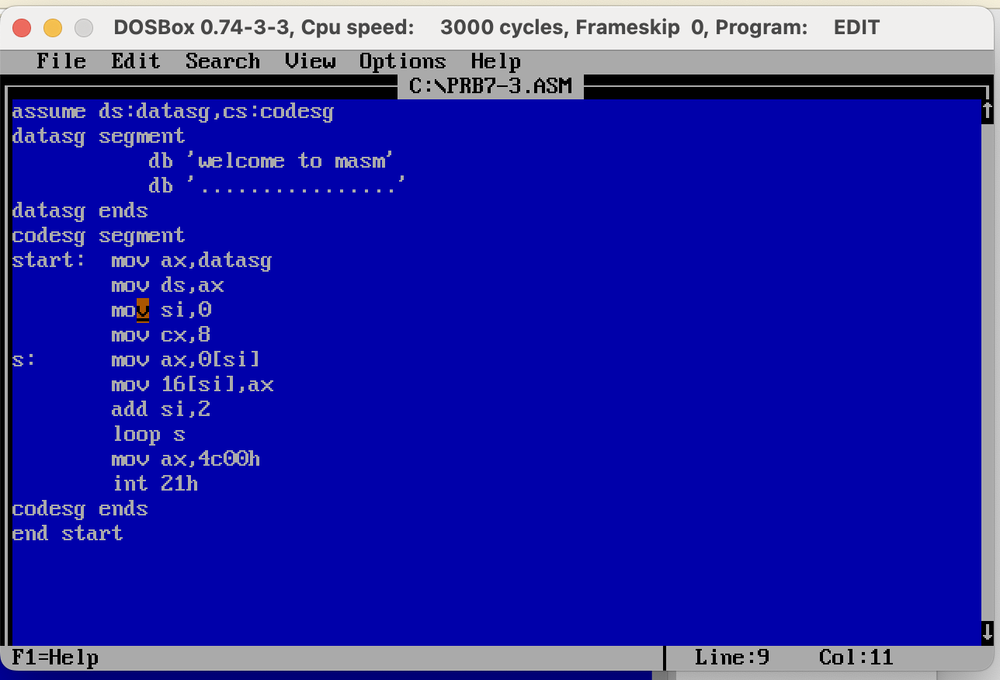 DOSBox 0.74-3-3, Cpu speed:    3000 cycles, Frameskip  0, Program:    EDIT
File  Edit  Search  View  Options  Help
C:\PRB7-3.ASM
assume ds:datasg,cs:codesg
datasg segment
           db 'welcome to masm'
           db '................'
datasg ends
codesg segment
start:  mov ax,datasg
        mov ds,ax
        mov si,0
        mov cx,8
s:      mov ax,0[si]
        mov 16[si],ax
        add si,2
        loop s
        mov ax,4c00h
        int 21h
codesg ends
end start
F1=Help    Line:9    Col:11